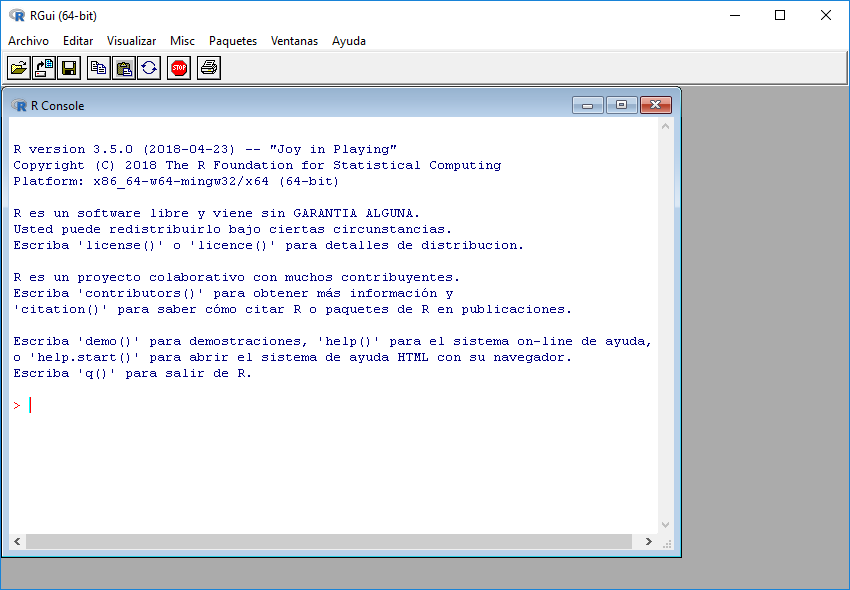 RGui (64-bit)
Archivo Editar Visualizar Misc Paquetes Ventanas Ayuda
STOP
R Console
R version 3.5.0 (2018-04-23) -- "Joy in Playing"
Copyright (C) 2018 The R Foundation for Statistical Computing
Platform: x86_64-w64-mingw32/x64 (64-bit)
R es un software libre y viene sin GARANTIA ALGUNA.
Usted puede redistribuirlo bajo ciertas circunstancias.
Escriba 'license()' o 'licence()' para detalles de distribucion.
R es un proyecto colaborativo con muchos contribuyentes.
Escriba 'contributors()' para obtener más información y
'citation()' para saber cómo citar R o paquetes de R en publicaciones.
Escriba 'demo()' para demostraciones, 'help()' para el sistema on-line de ayuda,
o 'help.start()' para abrir el sistema de ayuda HTML con su navegador.
Escriba 'q()' para salir de R.
>